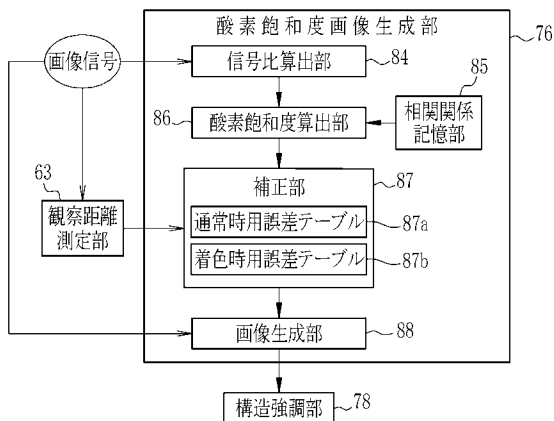 酸素飽和度画像生成部
76
画像信号
信号比算出部
84
85
86
酸素飽和度算出部
相関関係
記憶部
63
87
補正部
観察距離
測定部
通常時用誤差テーブル
87a
着色時用誤差テーブル
87b
画像生成部
88
構造強調部
78